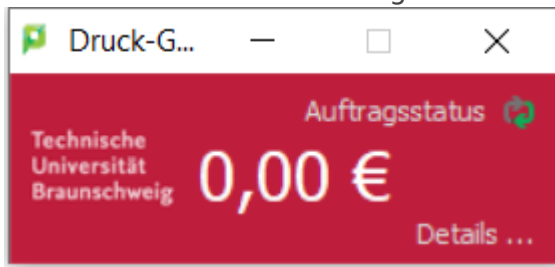 Druck-G...
Auftragsstatus
Technische
Universität
Braunschweig
0,00 €
Details ...